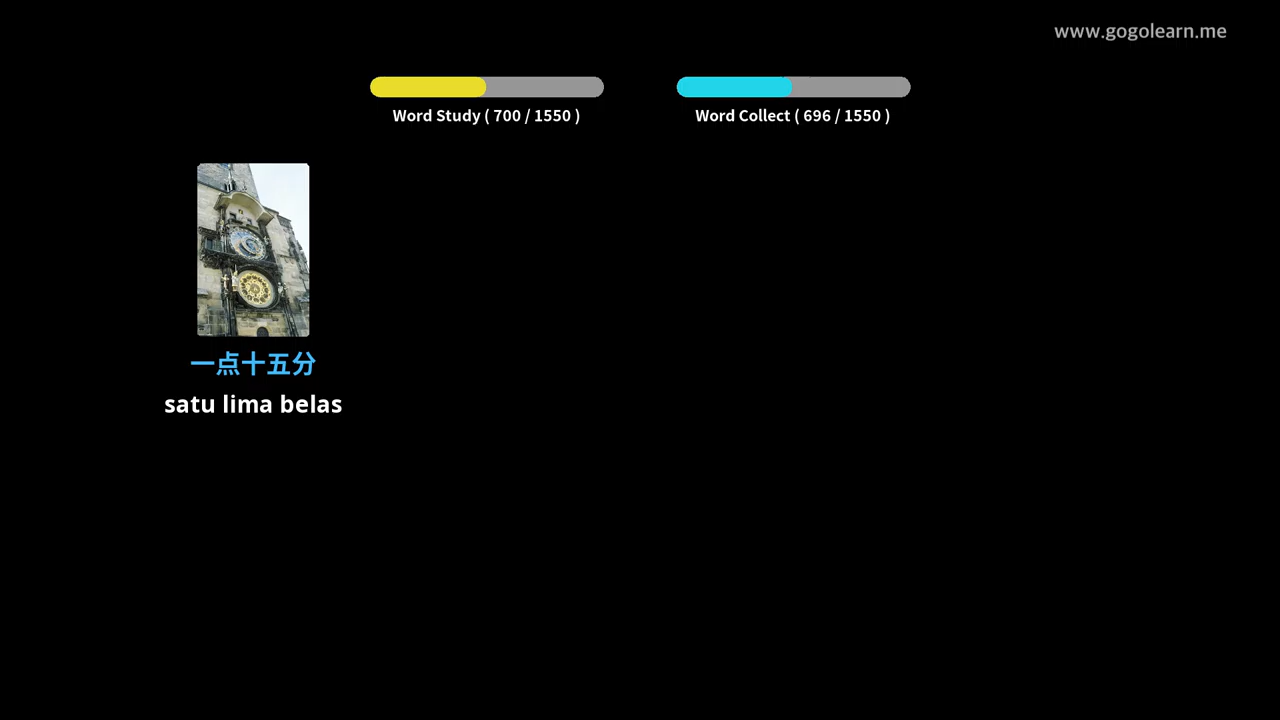 www.gogolearn.me
Word Study ( 700 / 1550 )
Word Collect ( 696 / 1550 )
一点十五分
satu lima belas